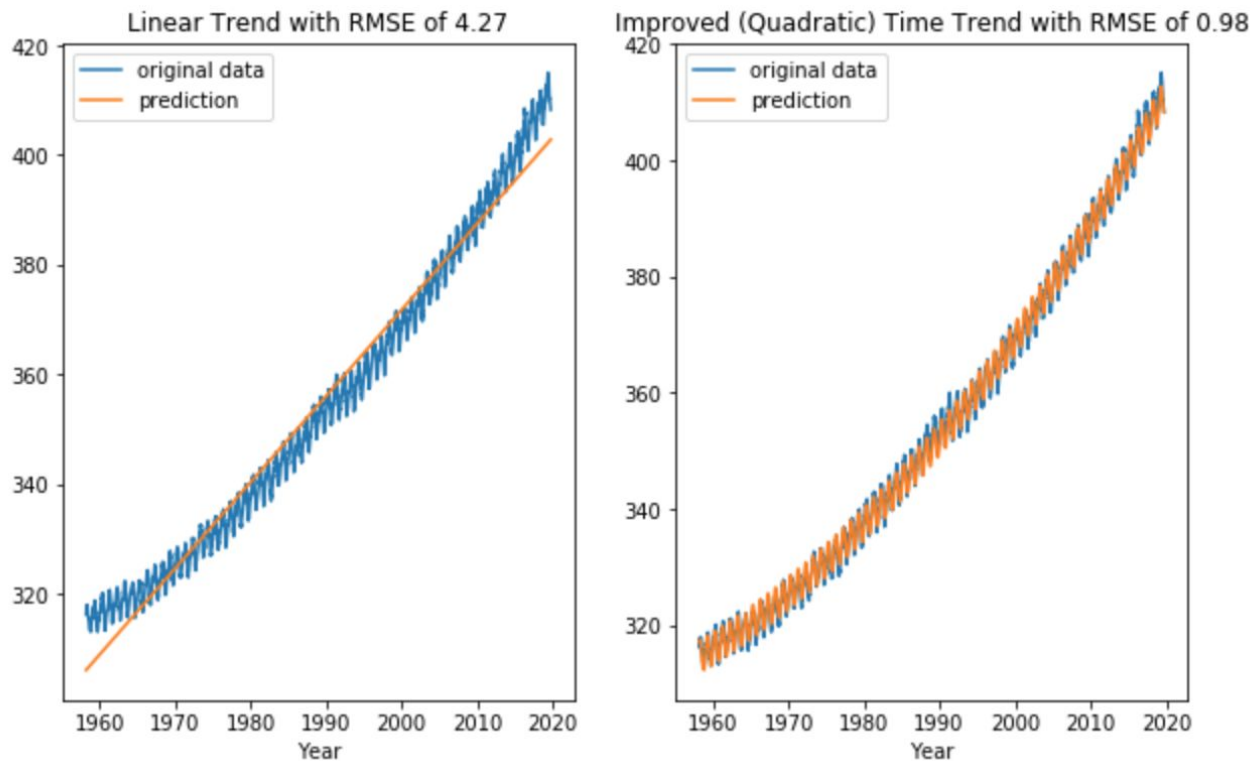 Linear Trend with RMSE of 4.27
420
original data
prediction
400
380
360
340
320
1960 1970 1980 1990 2000 2010 2020
Year
Improved (Quadratic) Time Trend with RMSE of 0.98
420
original data
prediction
400
380
360
340
320
1960 1970 1980 1990 2000 2010 2020
Year